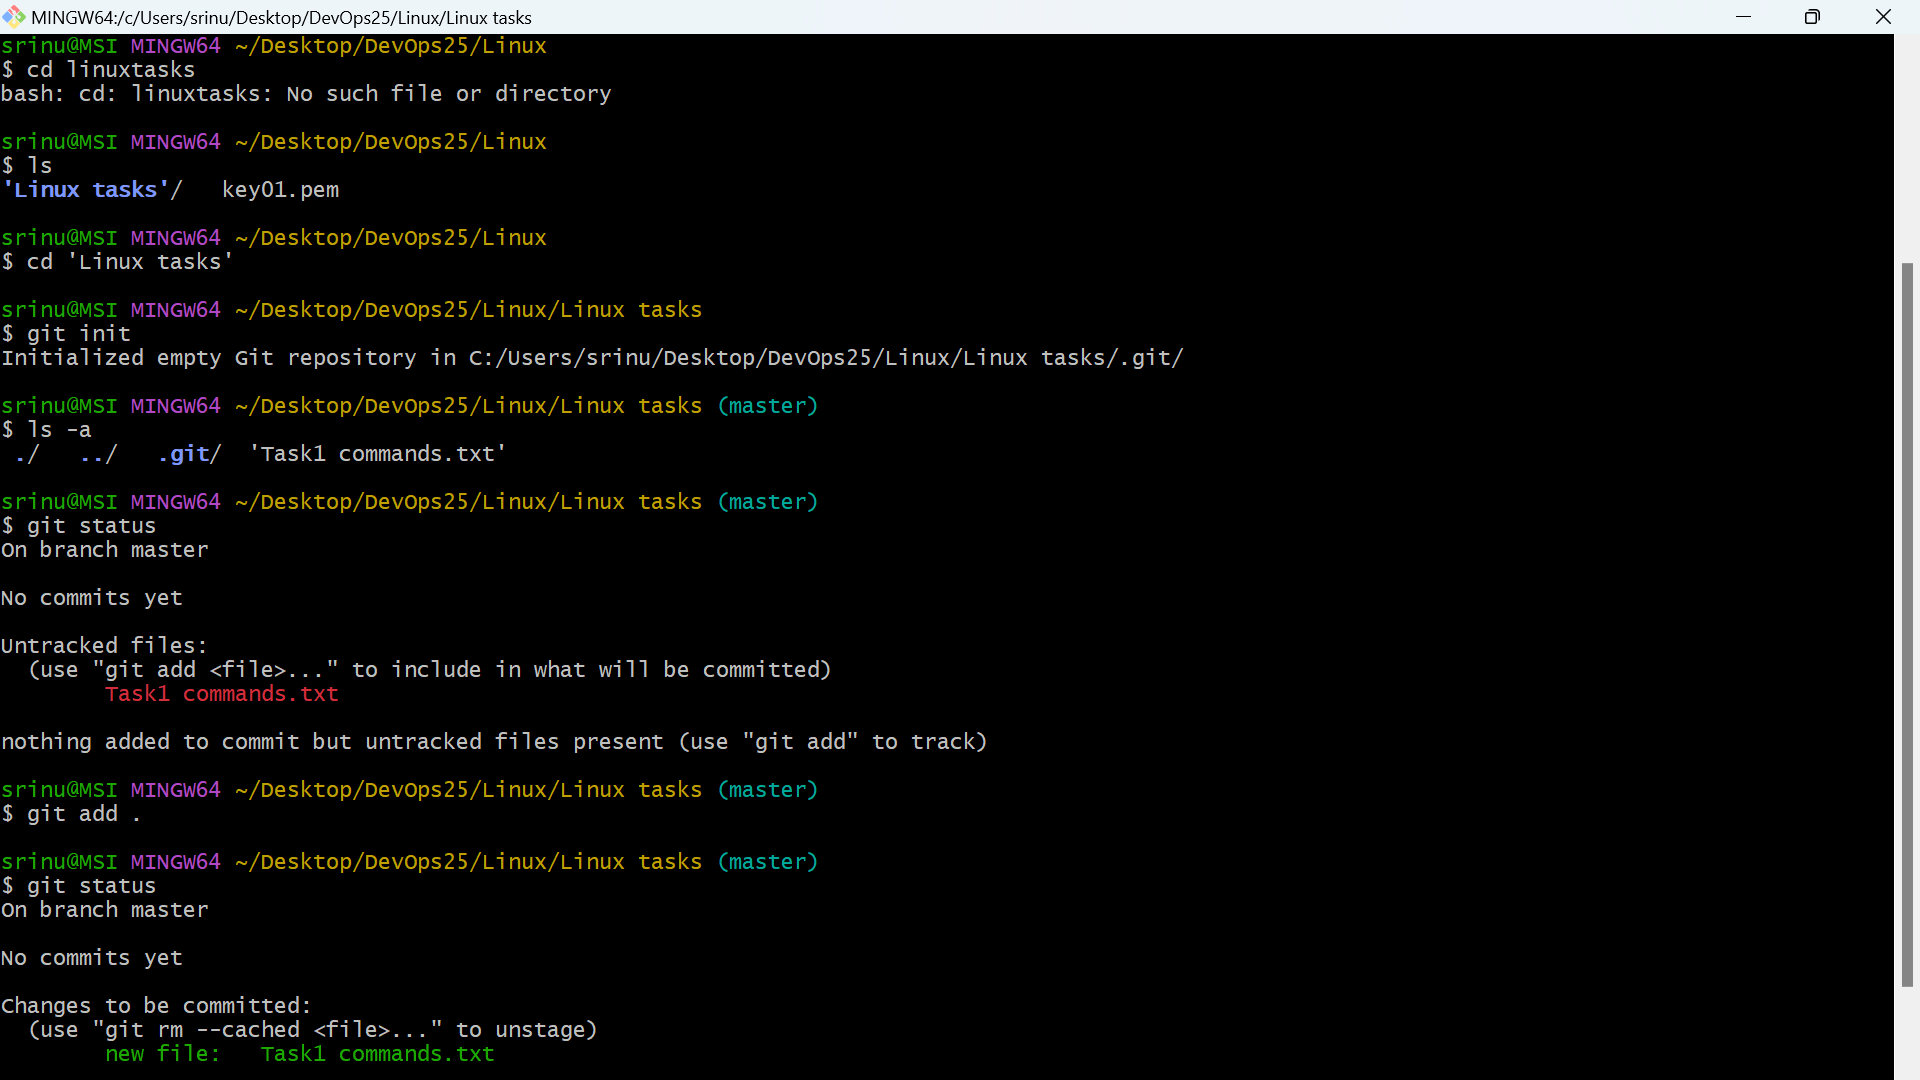 MINGW64:/c/Users/srinu/Desktop/DevOps25/Linux/Linux tasks
srinu@MSI MINGW64 ~/Desktop/DevOps25/Linux
$ cd linuxtasks
bash: cd: linuxtasks: No such file or directory
srinu@MSI MINGW64 ~/Desktop/DevOps25/Linux
$ ls
'Linux tasks'/   key01.pem
srinu@MSI MINGW64 ~/Desktop/DevOps25/Linux
$ cd 'Linux tasks'
srinu@MSI MINGW64 ~/Desktop/DevOps25/Linux/Linux tasks
$ git init
Initialized empty Git repository in C:/Users/srinu/Desktop/DevOps25/Linux/Linux tasks/.git/
srinu@MSI MINGW64 ~/Desktop/DevOps25/Linux/Linux tasks (master)
$ ls -a
./   ../   .git/  'Task1 commands.txt'
srinu@MSI MINGW64 ~/Desktop/DevOps25/Linux/Linux tasks (master)
$ git status
On branch master
No commits yet
Untracked files:
(use "git add <file>..." to include in what will be committed)
Task1 commands.txt
nothing added to commit but untracked files present (use "git add" to track)
srinu@MSI MINGW64 ~/Desktop/DevOps25/Linux/Linux tasks (master)
$ git add .
srinu@MSI MINGW64 ~/Desktop/DevOps25/Linux/Linux tasks (master)
$ git status
On branch master
No commits yet
Changes to be committed:
(use "git rm --cached <file>..." to unstage)
new file:   Task1 commands.txt